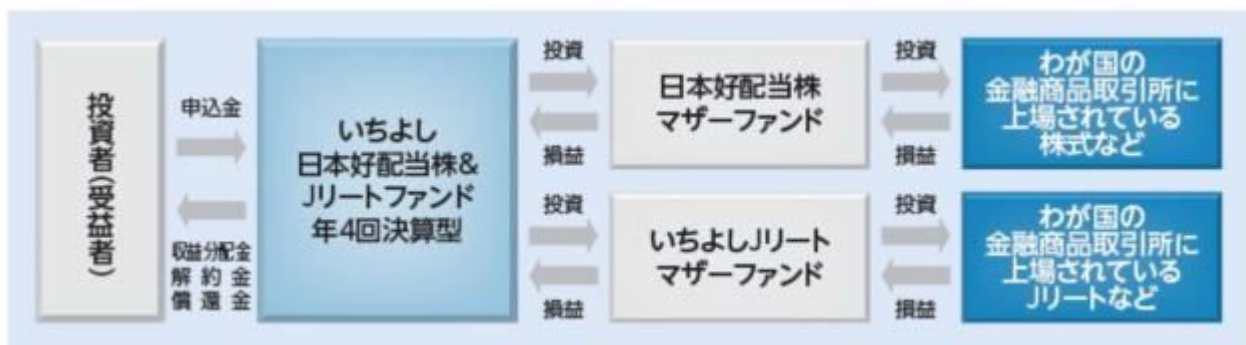 投資者(受益者)
申込金
収益分配金
解約金
償還金
いちよし
日本好配当株&
Jリートファンド
年4回決算型
投資
損益
日本好配当株
マザーファンド
投資
損益
わが国の
金融商品取引所に
上場されている
株式など
投資
損益
いちよしJリート
マザーファンド
投資
損益
わが国の
金融商品取引所に
上場されている
Jリートなど